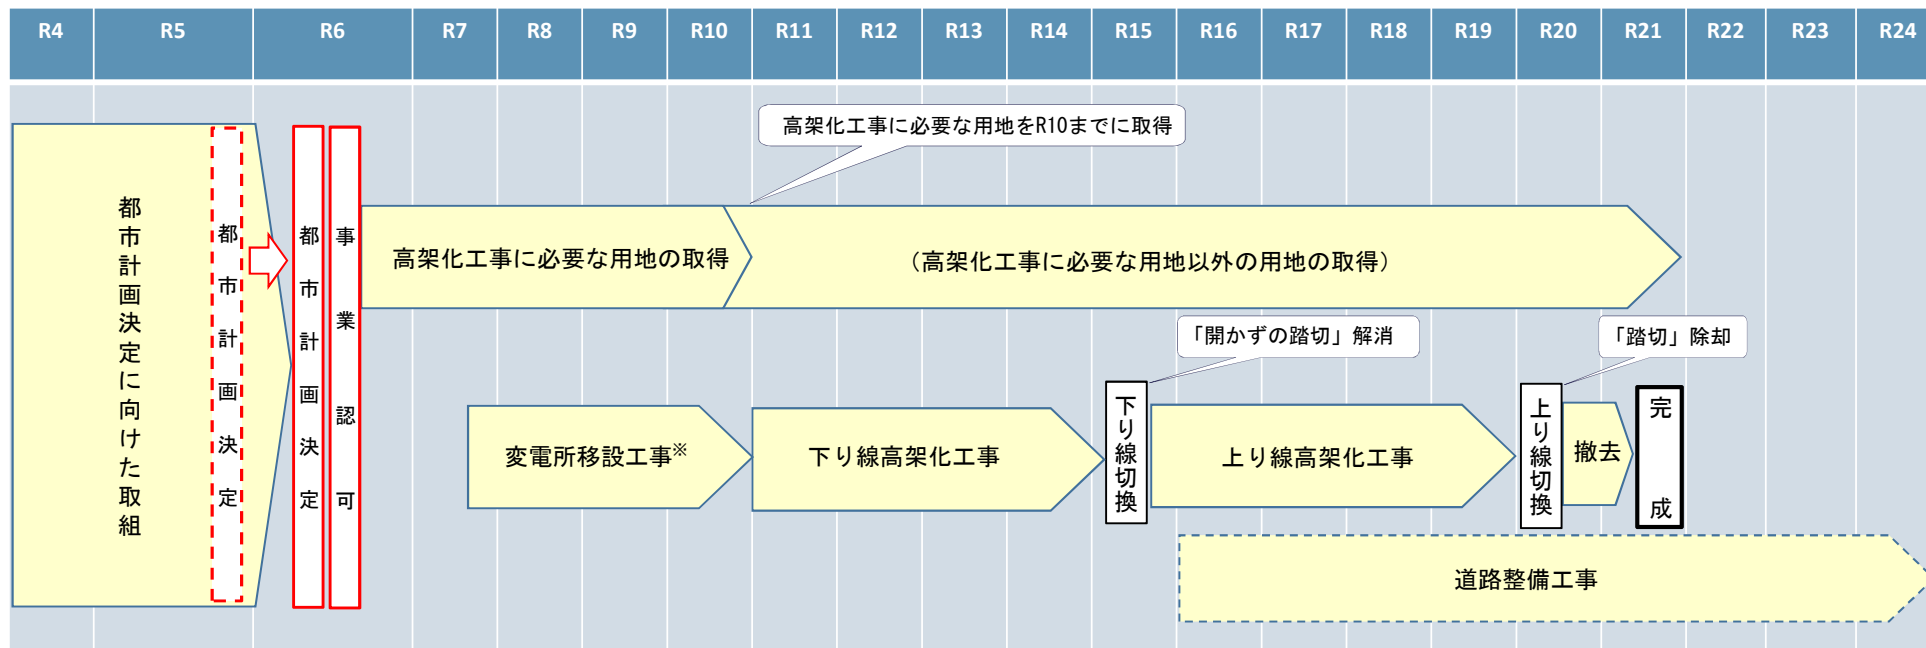 R4 R5 R6 R7 R8 R9 R10 R11 R12 R13 R14 R15 R16 R17 R18 R19 R20 R21 R22 R23 R24
高架化工事に必要な用地をR10までに取得
都市計画決定に向けた取組
都市計画決定
都市計画決定
事業認可
高架化工事に必要な用地の取得
（高架化工事に必要な用地以外の用地の取得）
「開かずの踏切」解消
「踏切」除却
変電所移設工事※
下り線高架化工事
下り線切換
上り線高架化工事
上り線切換
撤去
完成
道路整備工事